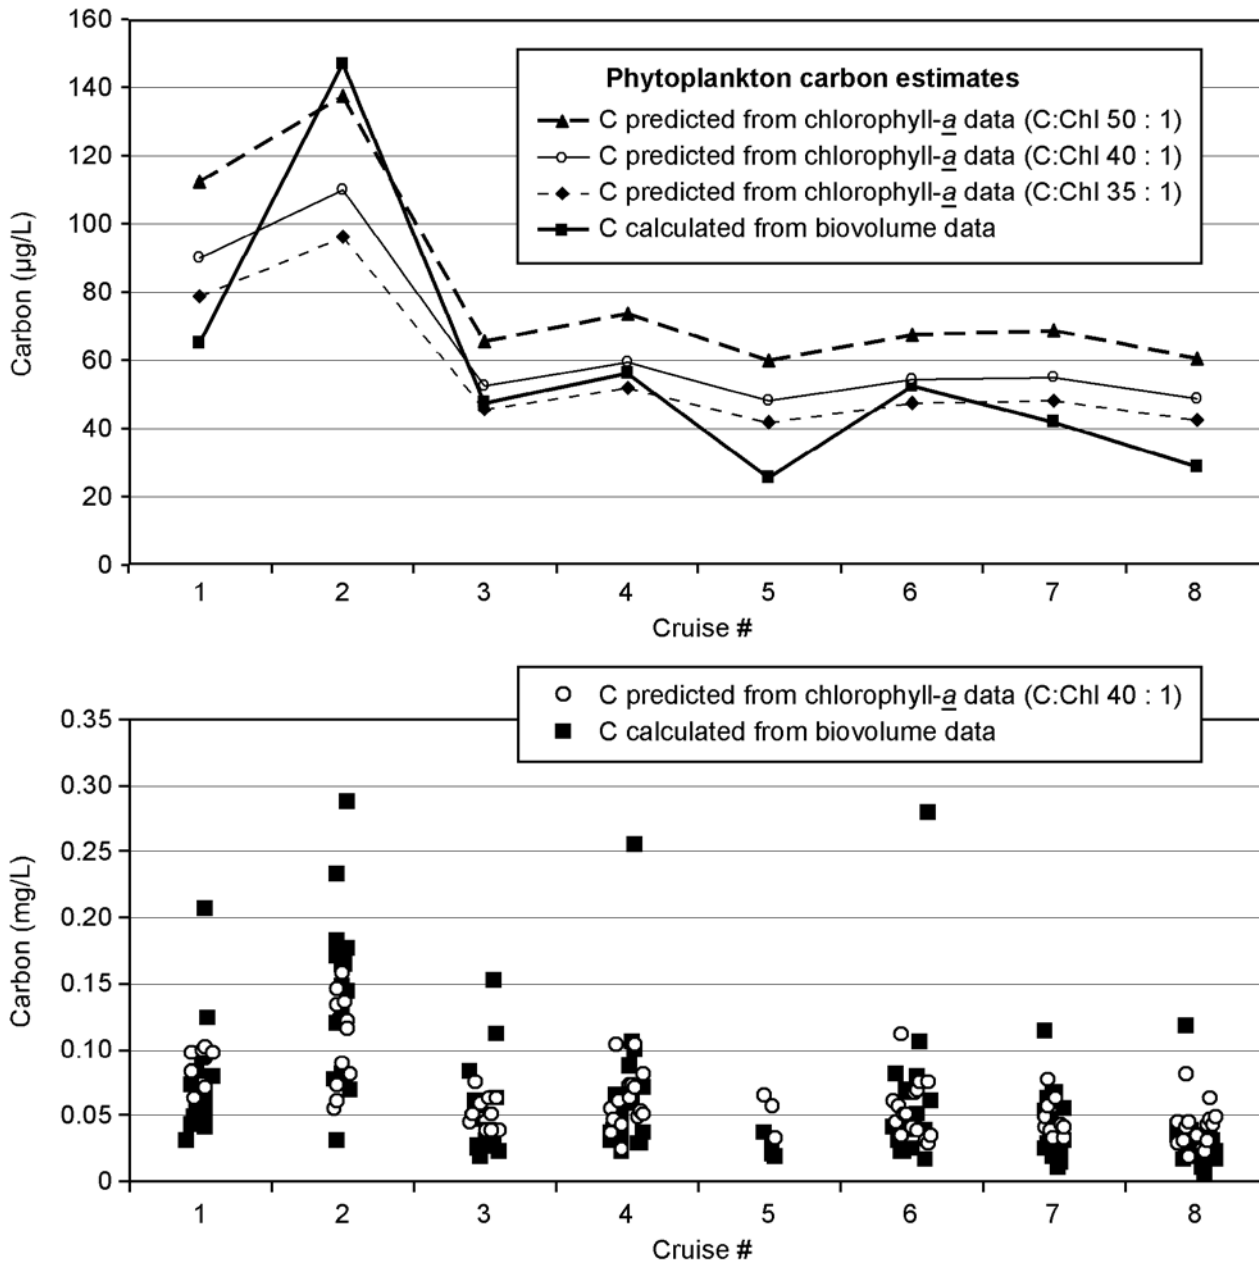 160
140
120
100
80
60
40
20
0
Carbon (µg/L)
Phytoplankton carbon estimates
C predicted from chlorophyll-a data (C:Chl 50 : 1)
C predicted from chlorophyll-a data (C:Chl 40 : 1)
C predicted from chlorophyll-a data (C:Chl 35 : 1)
C calculated from biovolume data
1 2 3 4 5 6 7 8
Cruise #
C predicted from chlorophyll-a data (C:Chl 40 : 1)
C calculated from biovolume data
0.35
0.30
0.25
0.20
0.15
0.10
0.05
0
Carbon (mg/L)
1 2 3 4 5 6 7 8
Cruise #